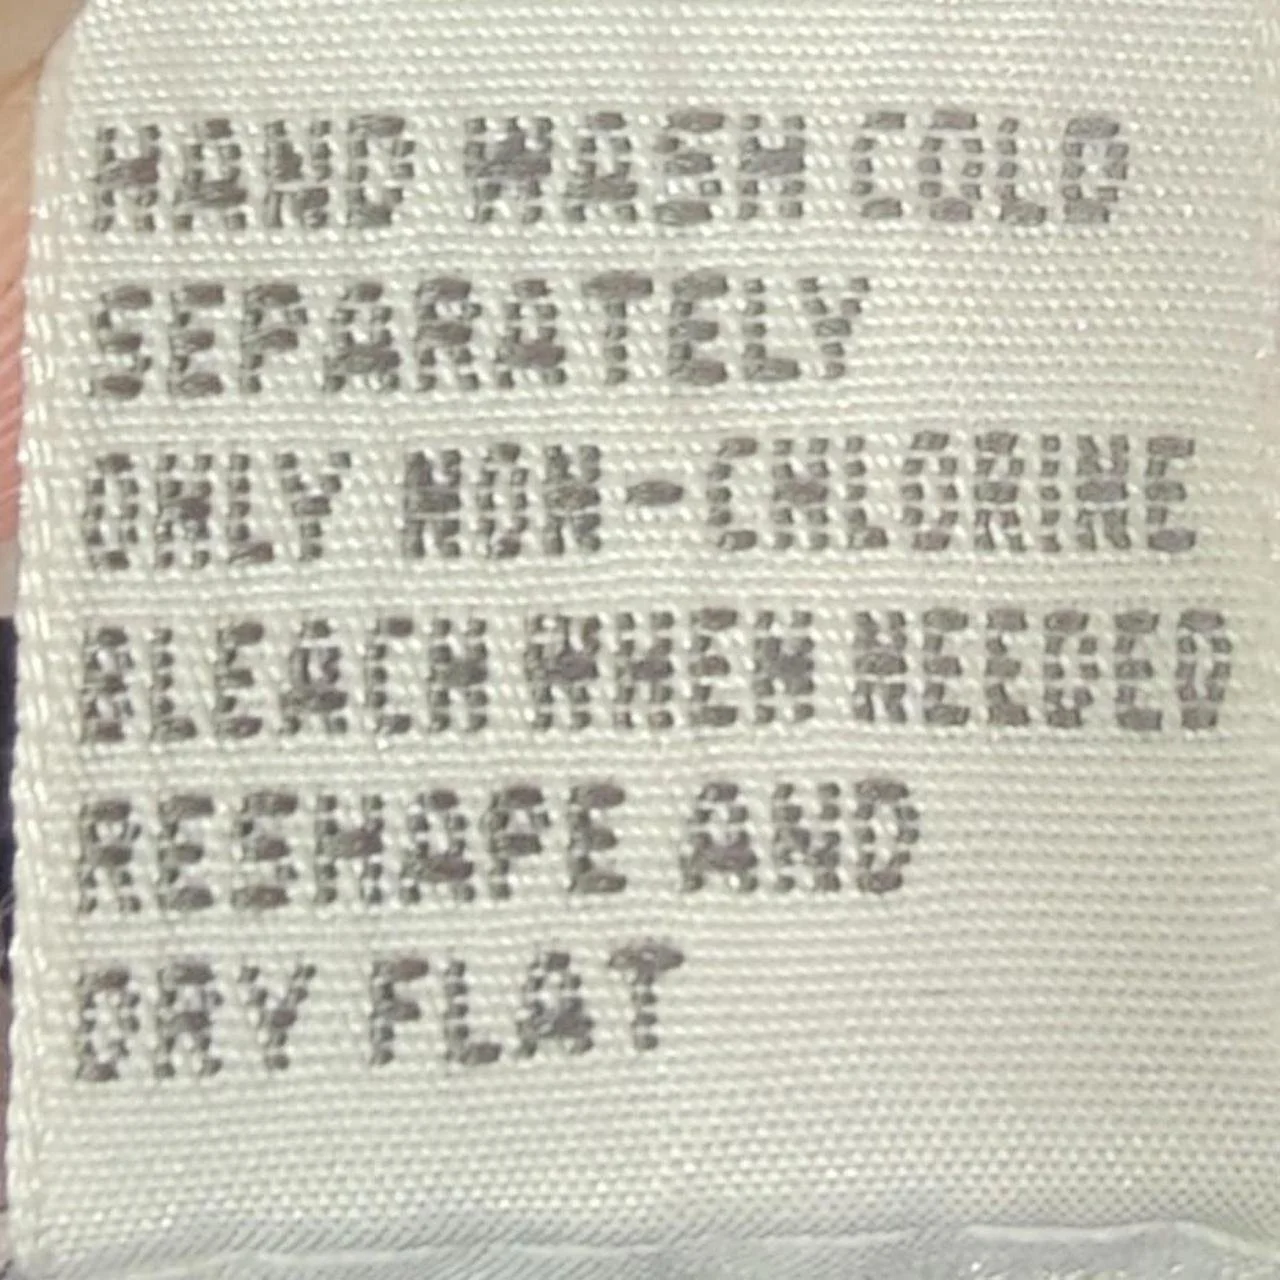 HAND WASH COLD
SEPARATELY
ONLY NON-CHLORINE
BLEACH WHEN NEEDED
RESHAPE AND
DRY FLAT